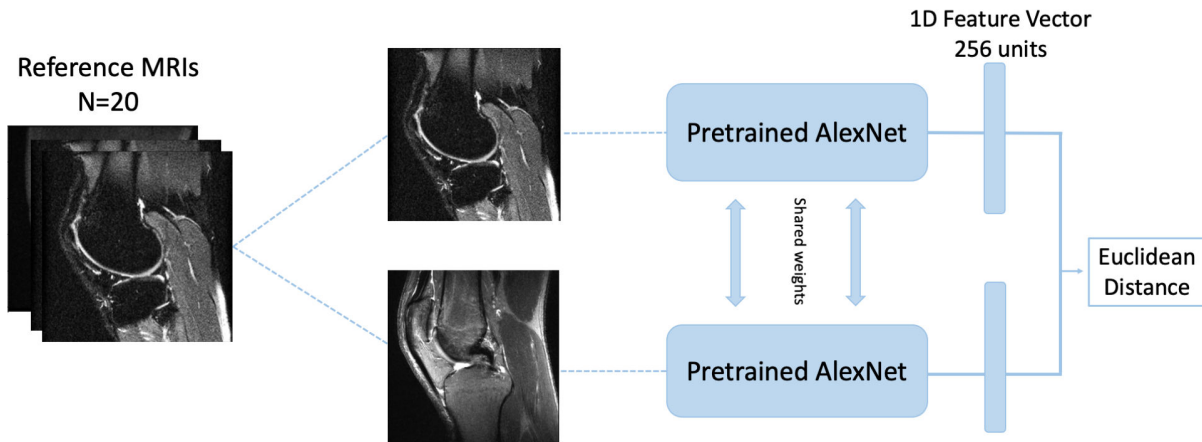 1D Feature Vector
256 units
Reference MRIs
N=20
Pretrained AlexNet
Shared weights
Euclidean
Distance
Pretrained AlexNet